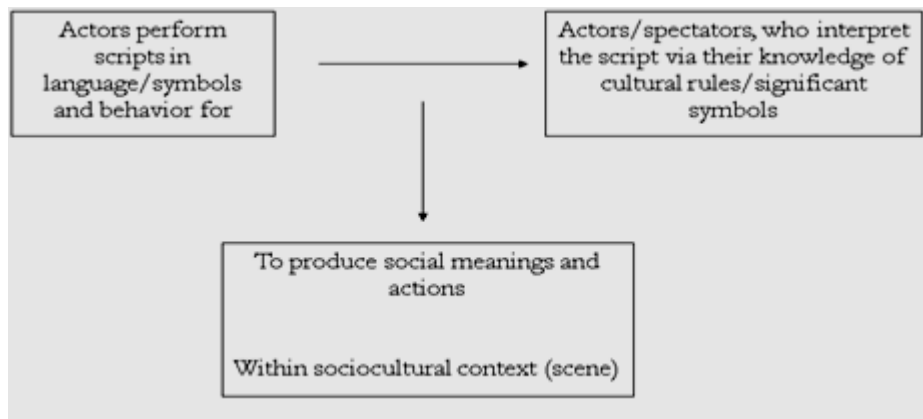 Actors perform
scripts in
language/symbols
and behavior for
Actors/spectators, who interpret
the script via their knowledge of
cultural rules/significant
symbols
To produce social meanings and
actions
Within sociocultural context (scene)